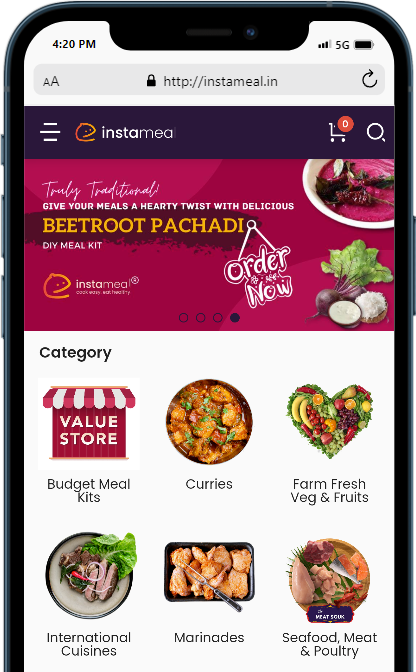 4:20 PM
5G
AA
http://instameal.in
instameal
0
Truly Traditional!
GIVE YOUR MEALS A HEARTY TWIST WITH DELICIOUS
BEETROOT PACHADI
DIY MEAL KIT
Order
Now
instameal®
cook easy, eat healthy
Category
VALUE
STORE
Budget Meal
Kits
Curries
Farm Fresh
Veg & Fruits
MEAT SOUK
International
Cuisines
Marinades
Seafood, Meat
& Poultry